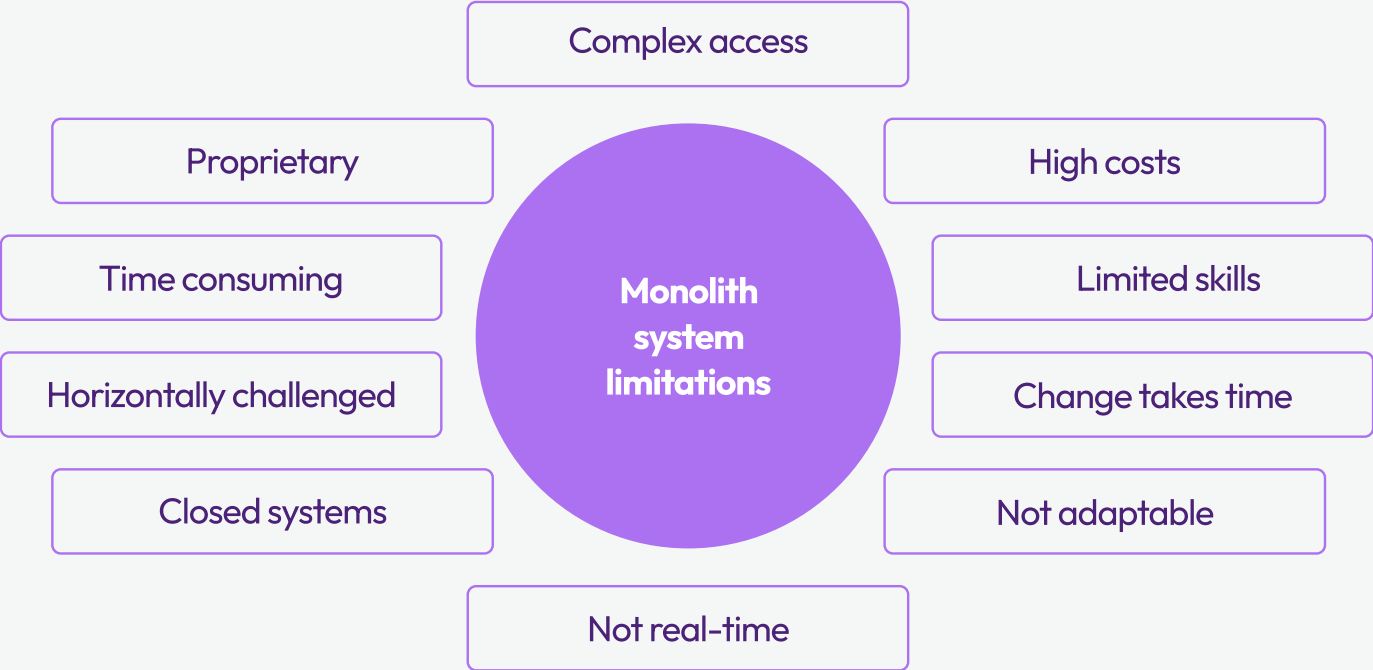 Complex access
Proprietary
High costs
Time consuming
Limited skills
Monolith
system
limitations
Horizontally challenged
Change takes time
Closed systems
Not adaptable
Not real-time